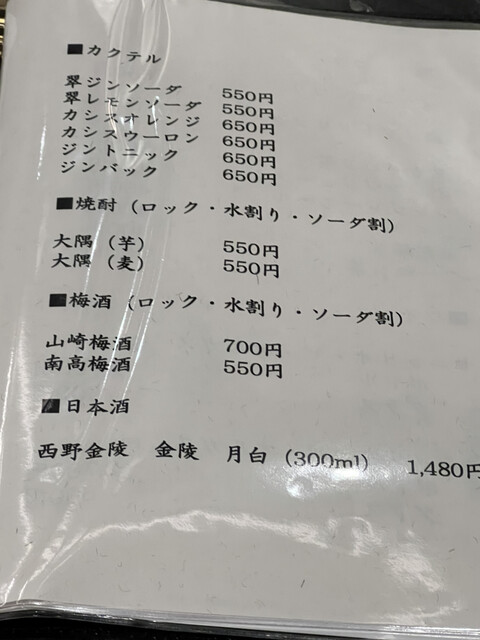 ■カクテル
翠ジンソーダ 550円
翠レモンソーダ 550円
カシスオレンジ 650円
カシスウーロン 650円
ジントニック 650円
ジンバック 650円
■焼酎（ロック・水割り・ソーダ割）
大隅（芋） 550円
大隅（麦） 550円
■梅酒（ロック・水割り・ソーダ割）
山崎梅酒 700円
南高梅酒 550円
■日本酒
西野金陵 金陵 月白（300ml） 1,480円